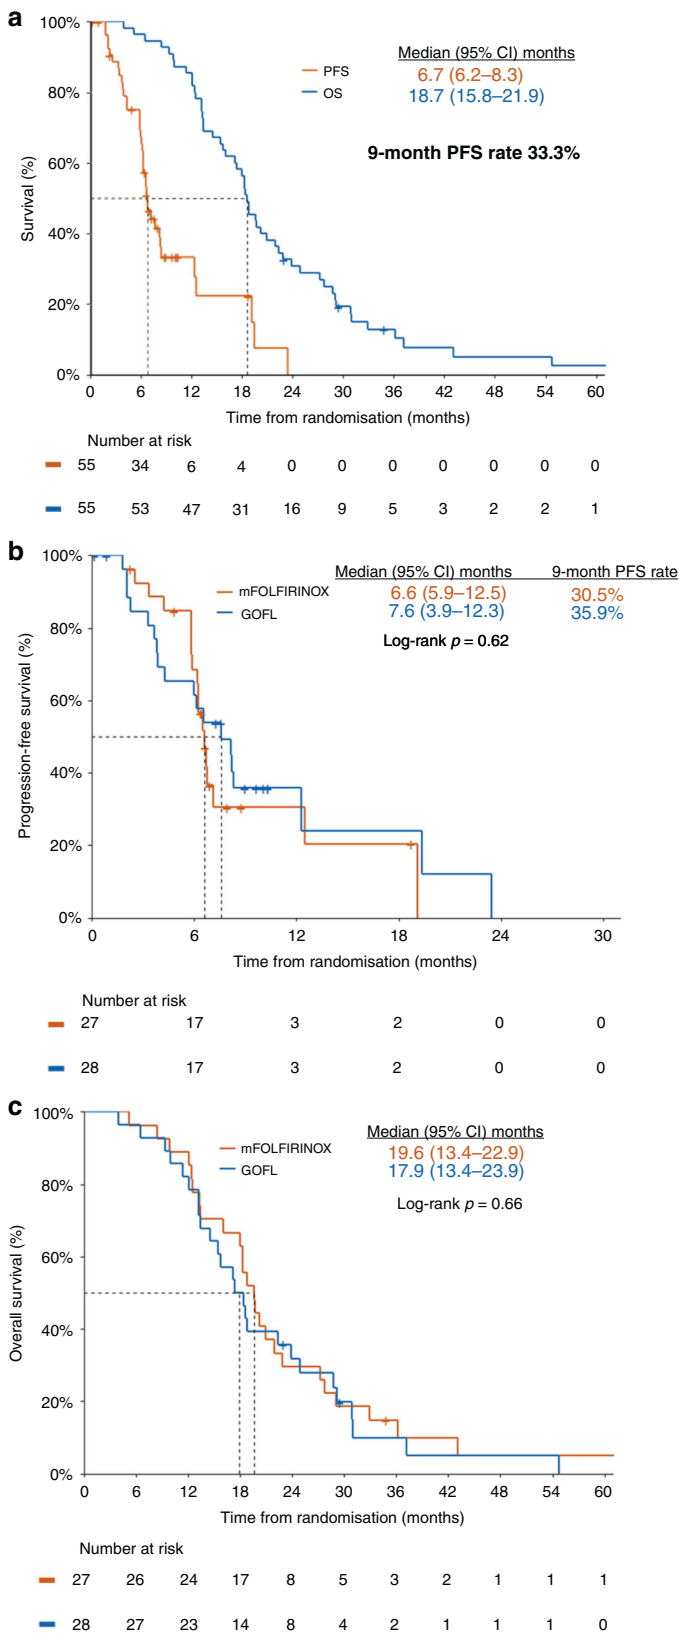 a
100%
80%
60%
40%
20%
0%
Survival (%)
PFS
OS
Median (95% CI) months
6.7 (6.2–8.3)
18.7 (15.8–21.9)
9-month PFS rate 33.3%
0 6 12 18 24 30 36 42 48 54 60
Time from randomisation (months)
Number at risk
55 34 6 4 0 0 0 0 0 0 0
55 53 47 31 16 9 5 3 2 2 1
b
100%
80%
60%
40%
20%
0%
Progression-free survival (%)
Median (95% CI) months 9-month PFS rate
mFOLFIRINOX 6.6 (5.9–12.5) 30.5%
GOFL 7.6 (3.9–12.3) 35.9%
Log-rank p = 0.62
0 6 12 18 24 30
Time from randomisation (months)
Number at risk
27 17 3 2 0 0
28 17 3 2 0 0
c
100%
80%
60%
40%
20%
0%
Overall survival (%)
Median (95% CI) months
mFOLFIRINOX 19.6 (13.4–22.9)
GOFL 17.9 (13.4–23.9)
Log-rank p = 0.66
0 6 12 18 24 30 36 42 48 54 60
Time from randomisation (months)
Number at risk
27 26 24 17 8 5 3 2 1 1 1
28 27 23 14 8 4 2 1 1 1 0